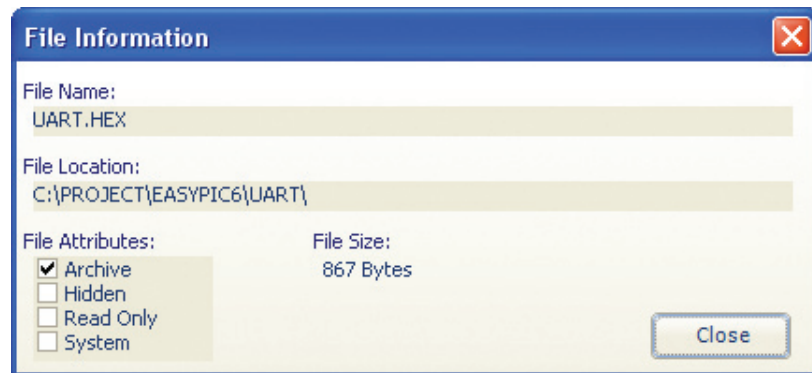 File Information
File Name:
UART.HEX
File Location:
C:\PROJECT\EASYPIC6\UART\
File Attributes:
File Size:
Archive
867 Bytes
Hidden
Read Only
System
Close